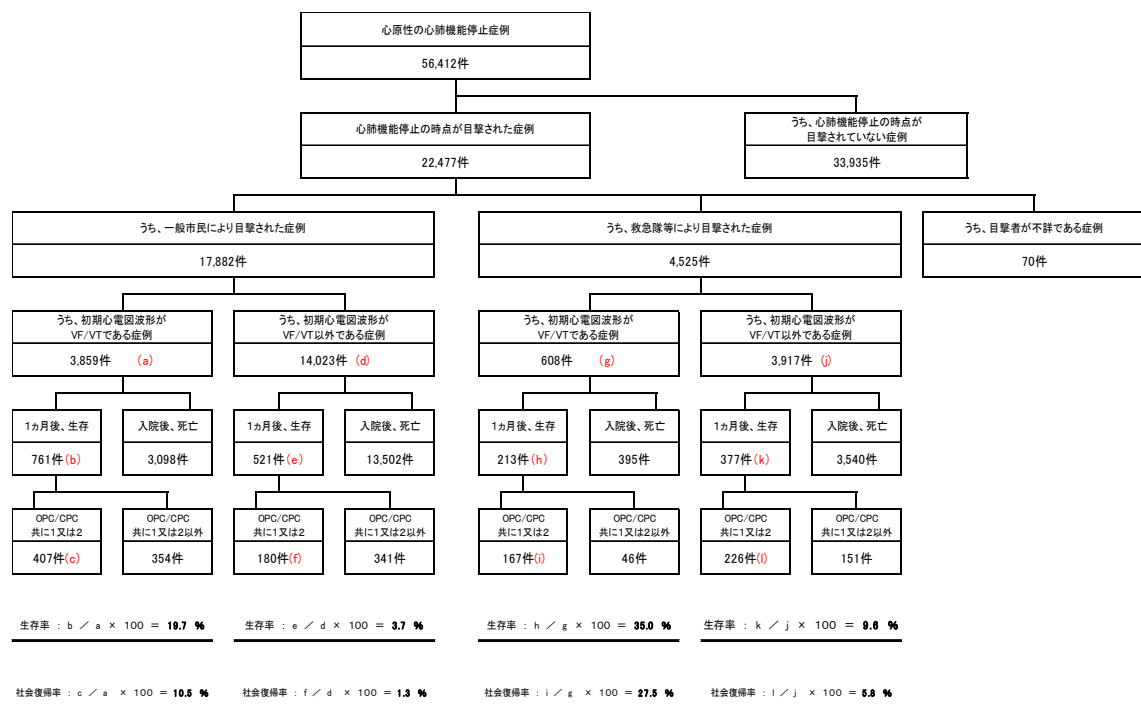 心原性の心肺機能停止症例
56,412件
心肺機能停止の時点が目撃された症例
22,477件
うち、心肺機能停止の時点が
目撃されていない症例
33,935件
うち、一般市民により目撃された症例
17,882件
うち、救急隊等により目撃された症例
4,525件
うち、目撃者が不詳である症例
70件
うち、初期心電図波形が
VF/VTである症例
3,859件 (a)
うち、初期心電図波形が
VF/VT以外である症例
14,023件 (d)
うち、初期心電図波形が
VF/VTである症例
608件 (g)
うち、初期心電図波形が
VF/VT以外である症例
3,917件 (j)
1ヵ月後、生存
761件(b)
入院後、死亡
3,098件
1ヵ月後、生存
521件(e)
入院後、死亡
13,502件
1ヵ月後、生存
213件(h)
入院後、死亡
395件
1ヵ月後、生存
377件(k)
入院後、死亡
3,540件
OPC/CPC
共に1又は2
407件(c)
OPC/CPC
共に1又は2以外
354件
OPC/CPC
共に1又は2
180件(f)
OPC/CPC
共に1又は2以外
341件
OPC/CPC
共に1又は2
167件(i)
OPC/CPC
共に1又は2以外
46件
OPC/CPC
共に1又は2
226件(l)
OPC/CPC
共に1又は2以外
151件
生存率 : b / a × 100 = 19.7 %
生存率 : e / d × 100 = 3.7 %
生存率 : h / g × 100 = 35.0 %
生存率 : k / j × 100 = 9.6 %
社会復帰率 : c / a × 100 = 10.5 %
社会復帰率 : f / d × 100 = 1.3 %
社会復帰率 : i / g × 100 = 27.5 %
社会復帰率 : l / j × 100 = 5.8 %